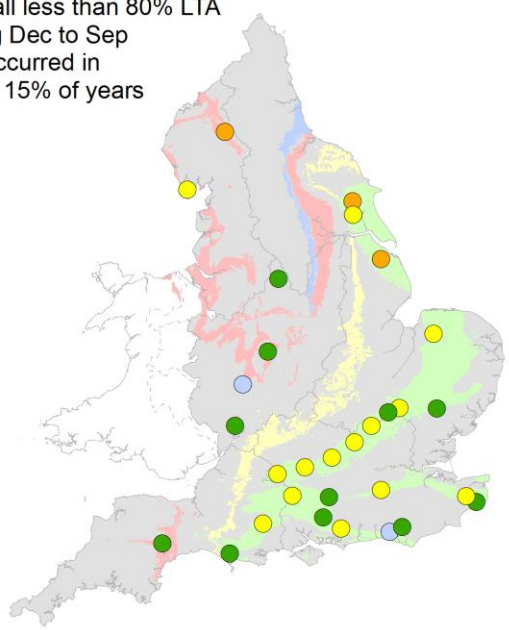 all less than 80% LTA
g Dec to Sep
ccurred in
15% of years